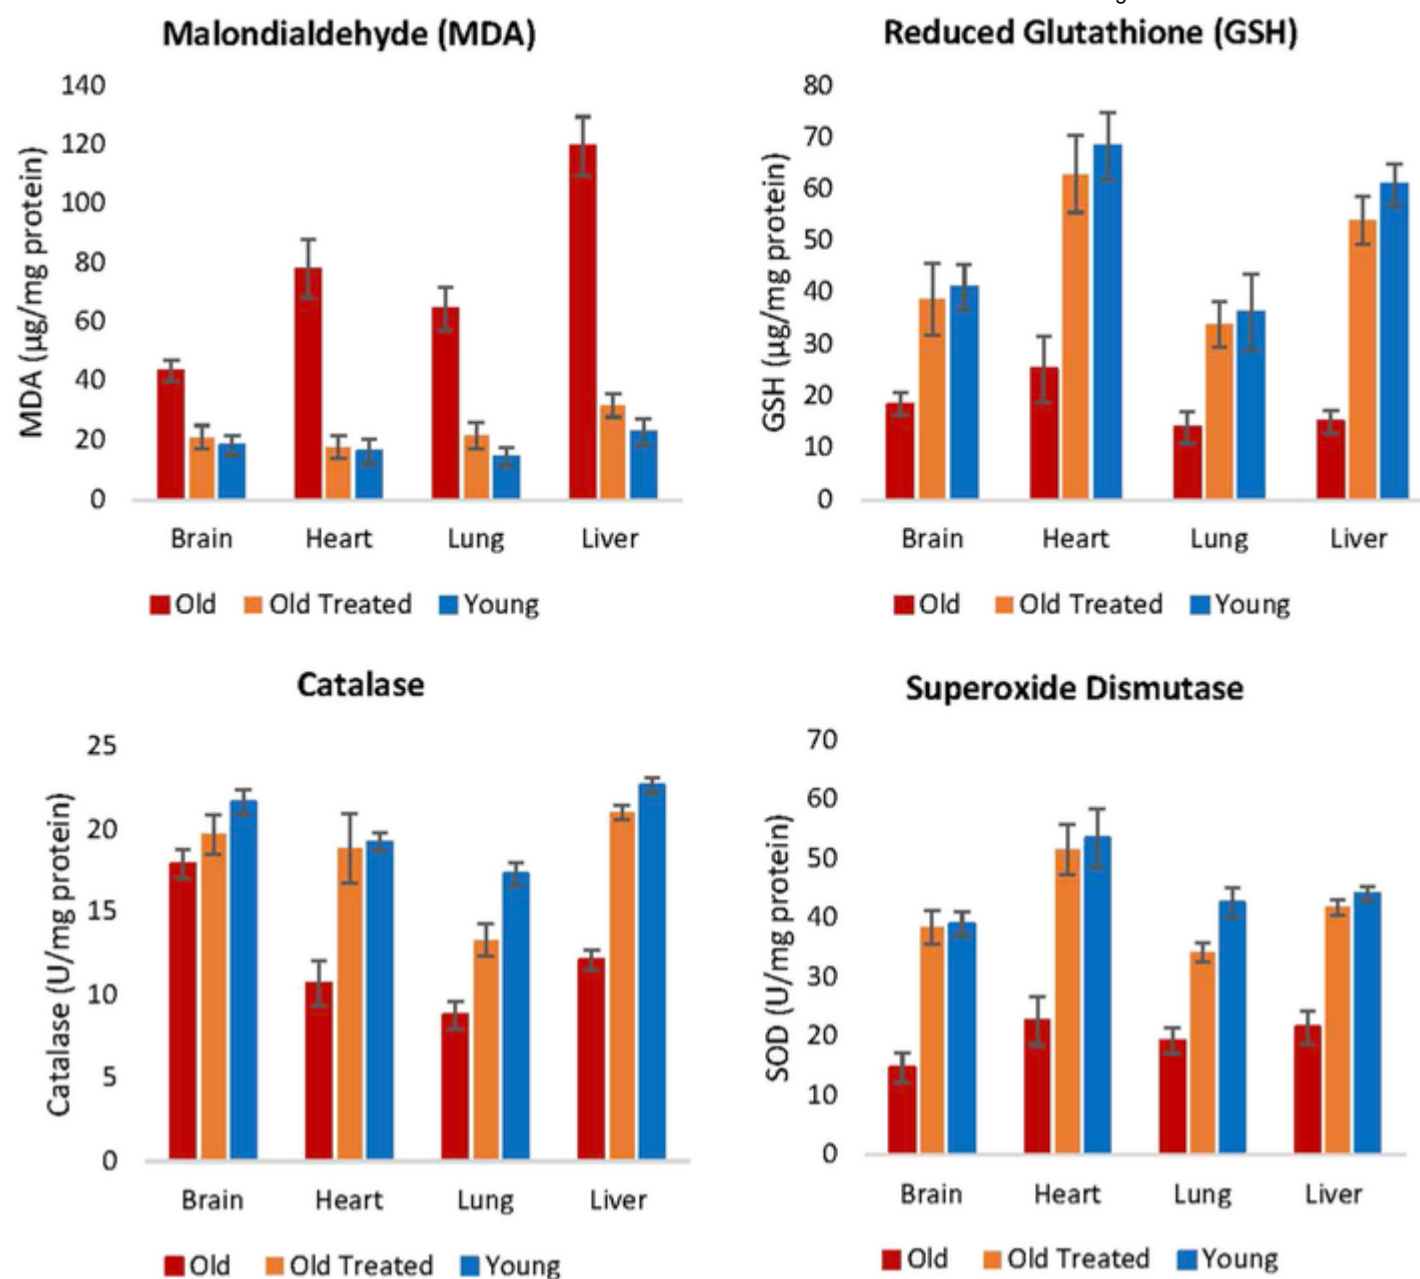 Malondialdehyde (MDA)
MDA (µg/mg protein)
140
120
100
80
60
40
20
0
Brain Heart Lung Liver
Old Old Treated Young
Reduced Glutathione (GSH)
GSH (µg/mg protein)
80
70
60
50
40
30
20
10
0
Brain Heart Lung Liver
Old Old Treated Young
Catalase
Catalase (U/mg protein)
25
20
15
10
5
0
Brain Heart Lung Liver
Old Old Treated Young
Superoxide Dismutase
SOD (U/mg protein)
70
60
50
40
30
20
10
0
Brain Heart Lung Liver
Old Old Treated Young